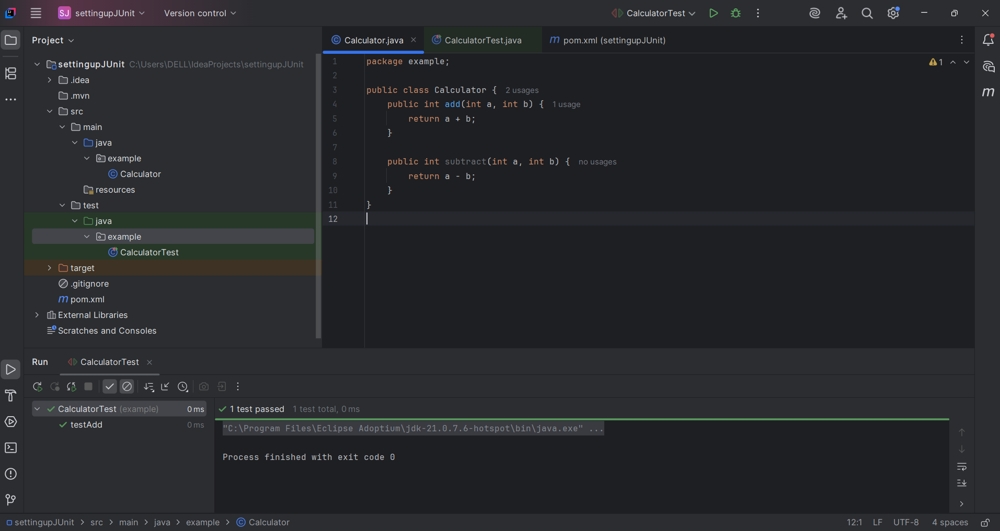 SJ settingupJUnit Version control CalculatorTest
Project
settingupJUnit C:\Users\DELL\IdeaProjects\settingupJUnit
.idea
.mvn
src
main
java
example
Calculator
resources
test
java
example
CalculatorTest
target
.gitignore
m pom.xml
External Libraries
Scratches and Consoles
Calculator.java CalculatorTest.java m pom.xml (settingupJUnit)
1 package example; 1
2
3 public class Calculator { 2 usages
4 public int add(int a, int b) { 1 usage
5 return a + b;
6 }
7
8 public int subtract(int a, int b) { no usages
9 return a - b;
10 }
11 }
12
m
Run CalculatorTest
CalculatorTest (example) 0 ms
testAdd 0 ms
1 test passed 1 test total, 0 ms
"C:\Program Files\Eclipse Adoptium\jdk-21.0.7.6-hotspot\bin\java.exe" ...
Process finished with exit code 0
settingupJUnit > src > main > java > example > Calculator 12:1 LF UTF-8 4 spaces